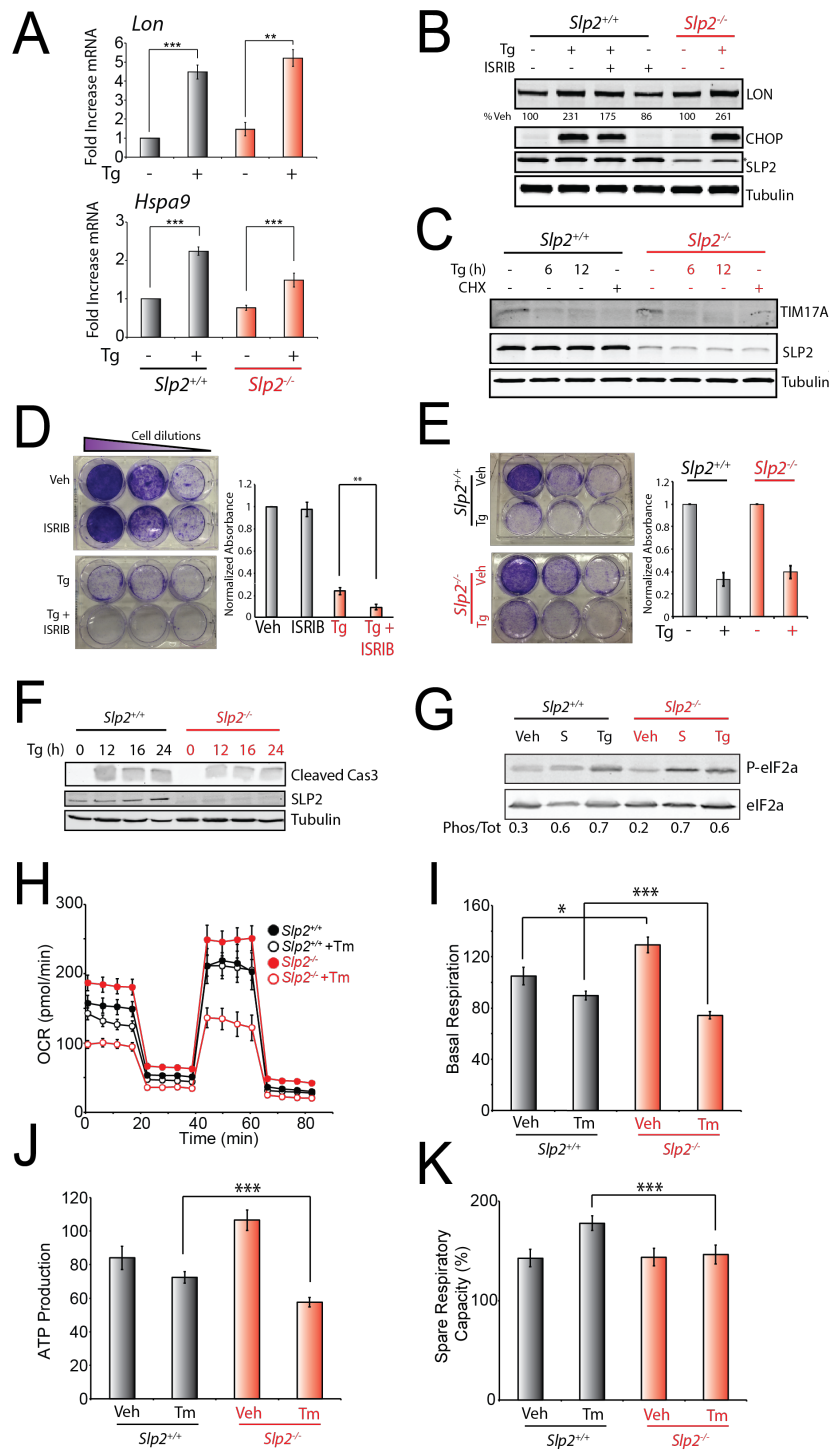 A
Lon
Fold Increase mRNA
6
5
4
3
2
1
0
***
**
Tg - + - +
Hspa9
Fold Increase mRNA
3
2
1
0
***
***
Tg - + - +
Slp2+/+ Slp2-/-
B
Slp2+/+ Slp2-/-
Tg - + + - - +
ISRIB - - + + - -
LON
% Veh 100 231 175 86 100 261
CHOP
SLP2
Tubulin
C
Slp2+/+ Slp2-/-
Tg (h) - 6 12 - - 6 12 -
CHX - - - + - - - +
TIM17A
SLP2
Tubulin
D
Cell dilutions
Veh
ISRIB
Tg
Tg +
ISRIB
Normalized Absorbance
1.2
1
0.8
0.6
0.4
0.2
0
**
Veh ISRIB Tg Tg +
ISRIB
E
Slp2+/+
Veh
Tg
Slp2-/-
Veh
Tg
Slp2+/+ Slp2-/-
Normalized Absorbance
1.2
1
0.8
0.6
0.4
0.2
0
Tg - + - +
F
Slp2+/+ Slp2-/-
Tg (h) 0 12 16 24 0 12 16 24
Cleaved Cas3
SLP2
Tubulin
G
Slp2+/+ Slp2-/-
Veh S Tg Veh S Tg
P-eIF2a
eIF2a
Phos/Tot 0.3 0.6 0.7 0.2 0.7 0.6
H
OCR (pmol/min)
300
200
100
0
Slp2+/+
Slp2+/+ +Tm
Slp2-/-
Slp2-/- +Tm
0 20 40 60 80
Time (min)
I
Basal Respiration
160
120
80
40
0
*
***
Veh Tm Veh Tm
Slp2+/+ Slp2-/-
J
ATP Production
120
100
80
60
40
20
0
***
Veh Tm Veh Tm
Slp2+/+ Slp2-/-
K
Spare Respiratory
Capacity (%)
200
100
0
***
Veh Tm Veh Tm
Slp2+/+ Slp2-/-